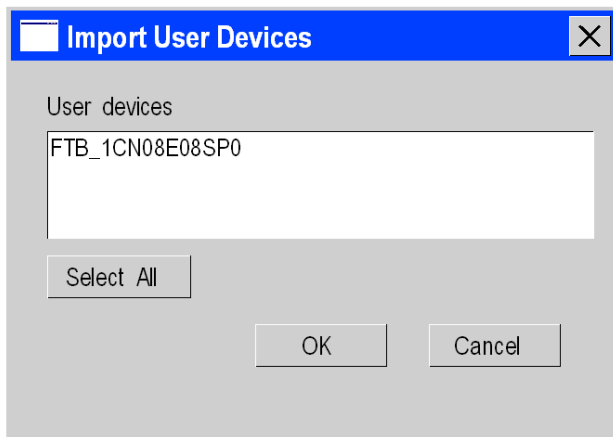 Import User Devices
User devices
FTB_1CN08E08SP0
Select All
OK
Cancel